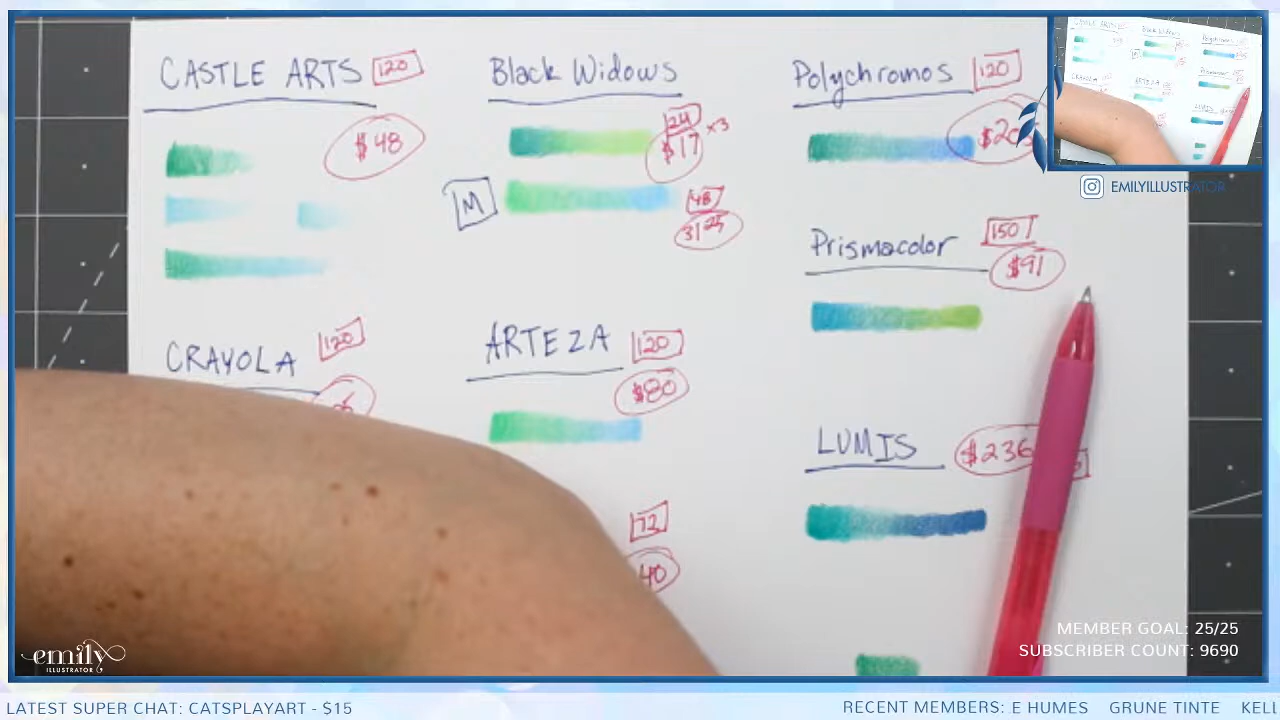 CASTLE ARTS 120
$48
Black Widows
24
$17 x3
M
48
31 25
Polychromos 120
Prismacolor
150
$91
CRAYOLA 120
ARTEZA 120
$80
72
40
LUMIS $236
EMILYILLUSTRATOR
emily
ILLUSTRATOR
MEMBER GOAL: 25/25
SUBSCRIBER COUNT: 9690
LATEST SUPER CHAT: CATSPLAYART - $15
RECENT MEMBERS: E HUMES GRUNE TINTE